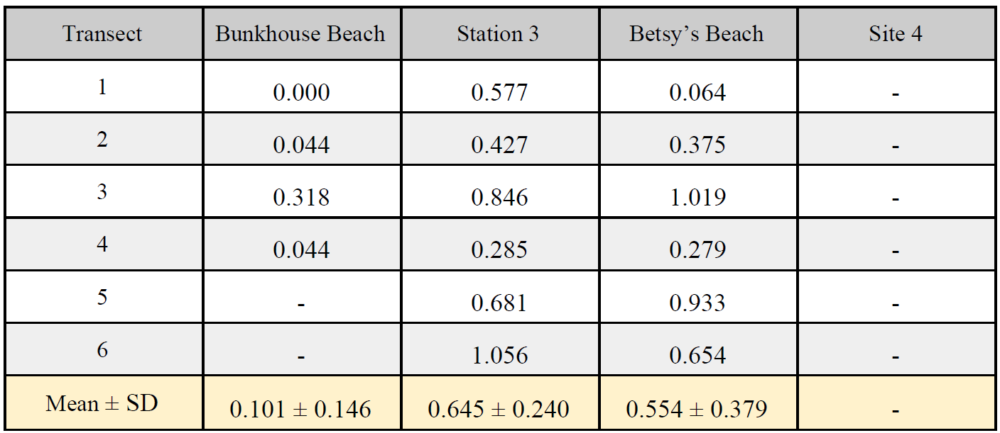 Transect Bunkhouse Beach Station 3 Betsy’s Beach Site 4
1 0.000 0.577 0.064 -
2 0.044 0.427 0.375 -
3 0.318 0.846 1.019 -
4 0.044 0.285 0.279 -
5 - 0.681 0.933 -
6 - 1.056 0.654 -
Mean ± SD 0.101 ± 0.146 0.645 ± 0.240 0.554 ± 0.379 -